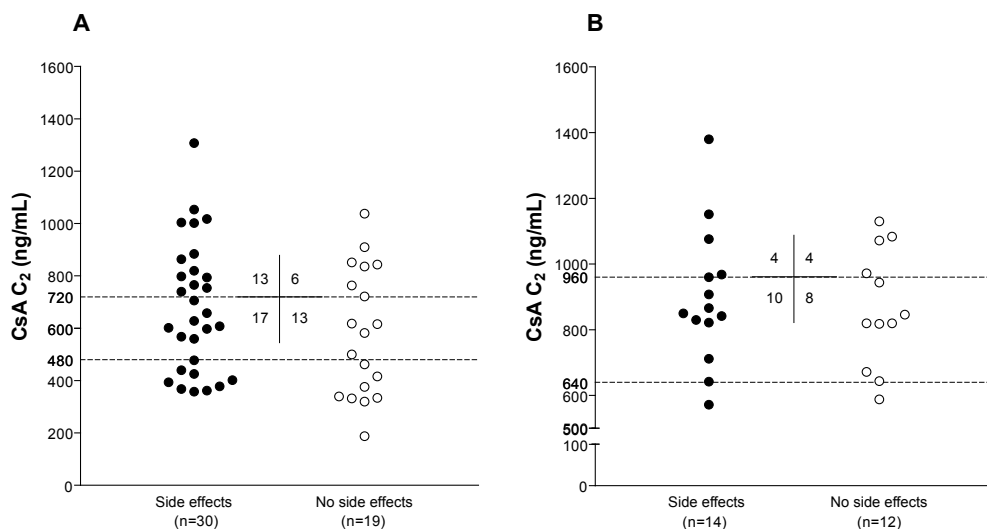 A
CsA C2 (ng/mL)
1600
1400
1200
1000
800
720
600
480
400
200
0
13 6
17 13
Side effects
(n=30)
No side effects
(n=19)
B
CsA C2 (ng/mL)
1600
1400
1200
1000
960
800
640
600
500
100
0
4 4
10 8
Side effects
(n=14)
No side effects
(n=12)